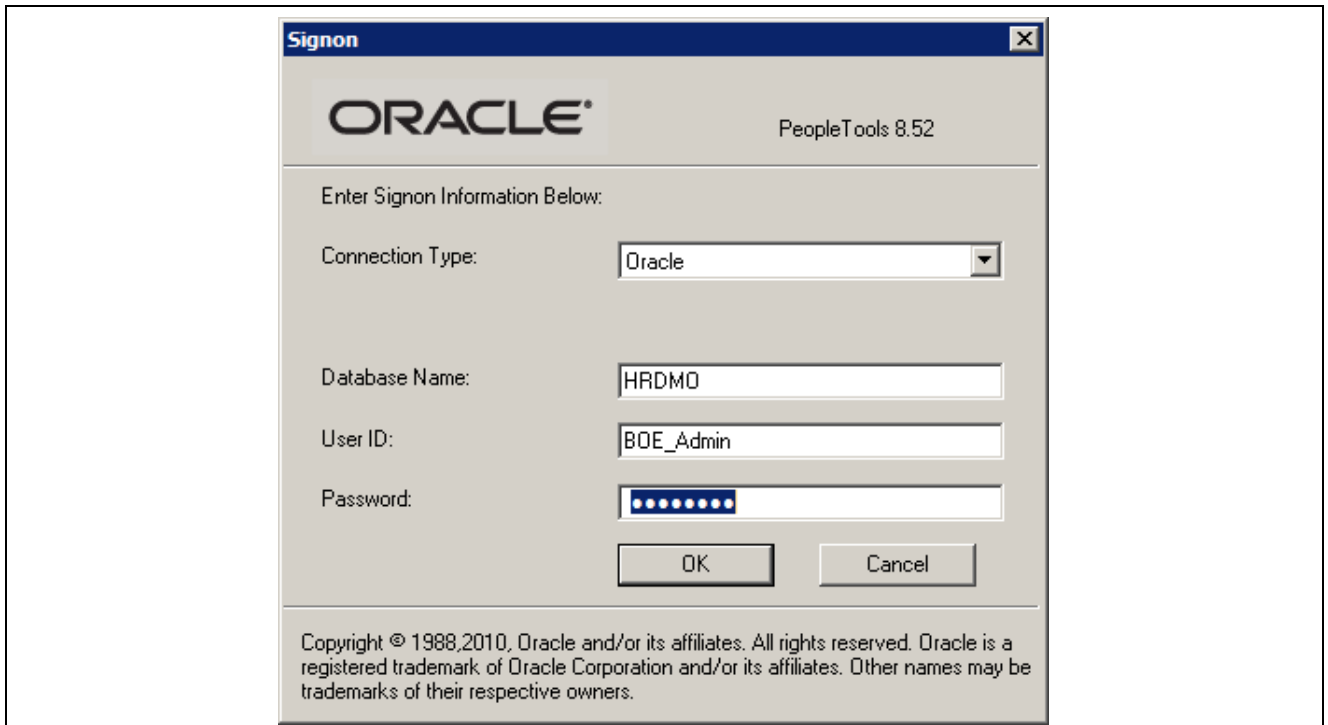 Signon
ORACLE®
PeopleTools 8.52
Enter Signon Information Below:
Connection Type:
Oracle
Database Name:
HRDMO
User ID:
BOE_Admin
Password:
●●●●●●●●
OK
Cancel
Copyright © 1988,2010, Oracle and/or its affiliates. All rights reserved. Oracle is a
registered trademark of Oracle Corporation and/or its affiliates. Other names may be
trademarks of their respective owners.